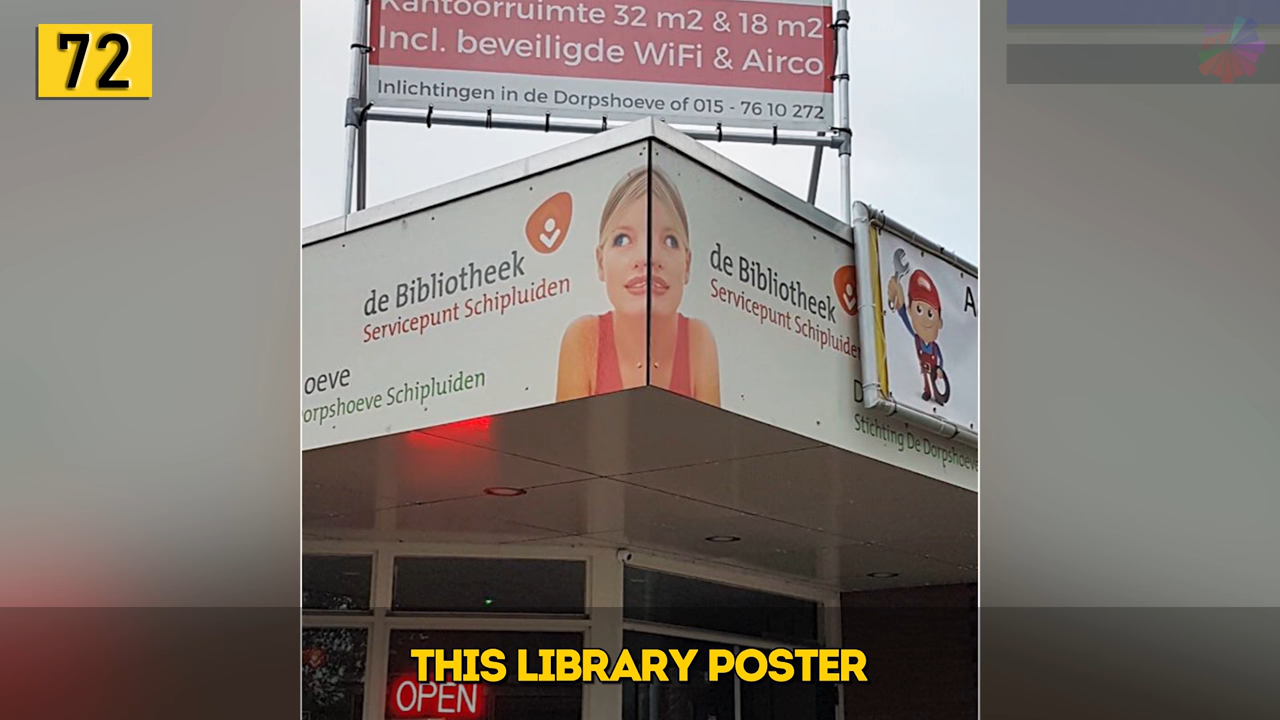 72
Kantoorruimte 32 m2 & 18 m2
Incl. beveiligde WiFi & Airco
Inlichtingen in de Dorpshoeve of 015 - 76 10 272
de Bibliotheek
Servicepunt Schipluiden
de Bibliotheek
Servicepunt Schipluiden
A
oeve
orpshoeve Schipluiden
D
Stichting De Dorpshoeve
OPEN
THIS LIBRARY POSTER